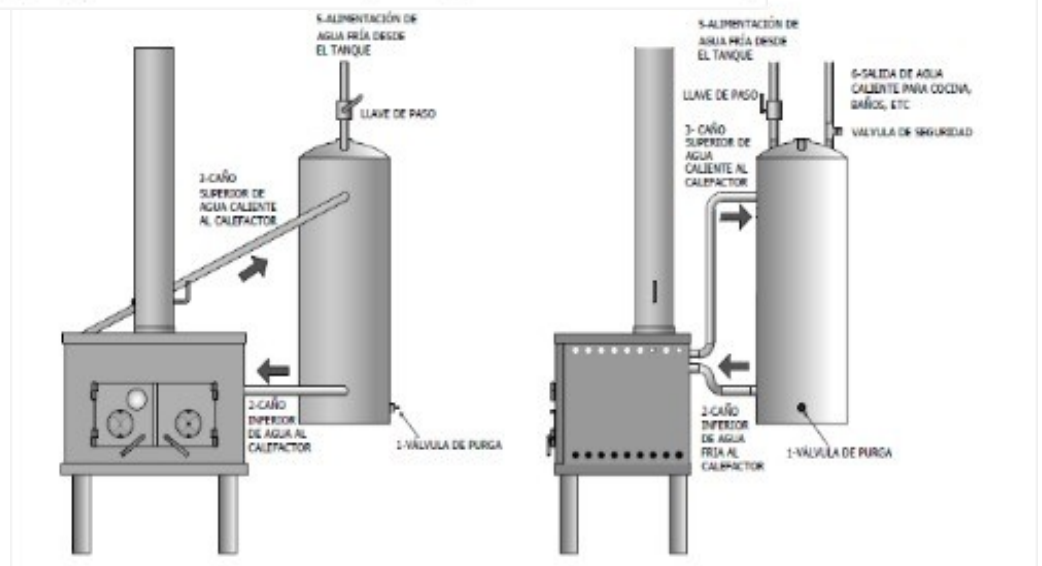 5-ALIMENTACIÓN DE
AGUA FRÍA DESDE
EL TANQUE
LLAVE DE PASO
3-CAÑO
SUPERIOR DE
AGUA CALIENTE
AL CALEFACTOR
2-CAÑO
INFERIOR
DE AGUA AL
CALEFACTOR
1-VÁLVULA DE PURGA
5-ALIMENTACIÓN DE
AGUA FRÍA DESDE
EL TANQUE
LLAVE DE PASO
6-SALIDA DE AGUA
CALIENTE PARA COCINA,
BAÑOS, ETC
VALVULA DE SEGURIDAD
3- CAÑO
SUPERIOR DE
AGUA
CALIENTE AL
CALEFACTOR
2-CAÑO
INFERIOR
DE AGUA
FRIA AL
CALEFACTOR
1-VÁLVULA DE PURGA